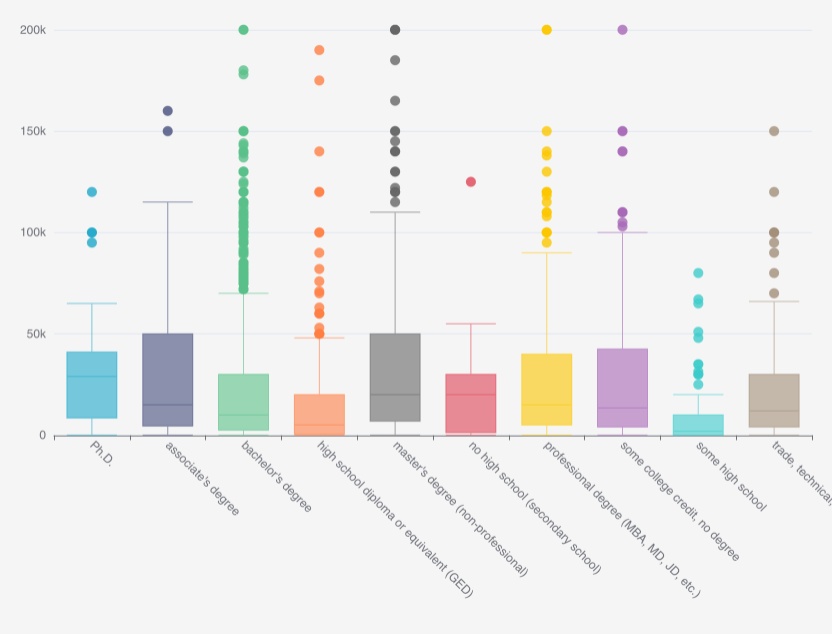 200k
150k
100k
50k
0
Ph.D.
associate's degree
bachelor's degree
high school diploma or equivalent (GED)
master's degree (non-professional)
no high school (secondary school)
professional degree (MBA, MD, JD, etc.)
some college credit, no degree
some high school
trade, technical,